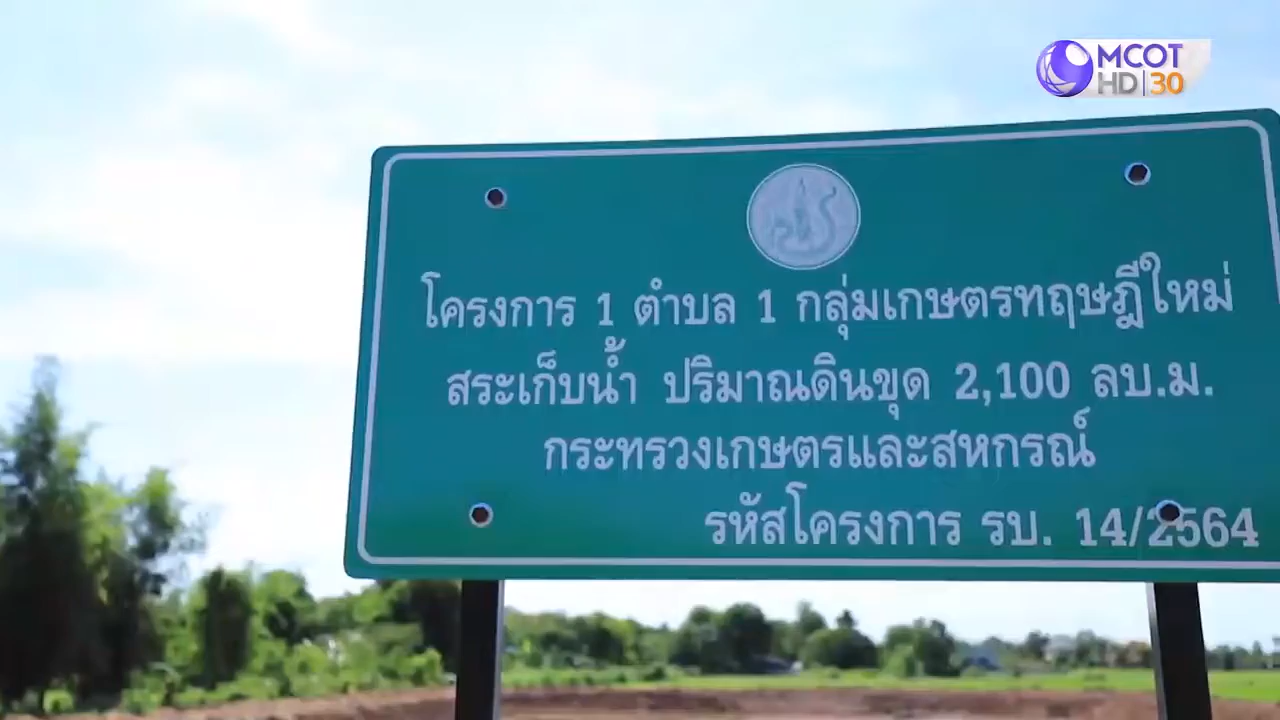 MCOT
HD 30
โครงการ 1 ตำบล 1 กลุ่มเกษตรทฤษฎีใหม่
สระเก็บน้ำ ปริมาณดินขุด 2,100 ลบ.ม.
กระทรวงเกษตรและสหกรณ์
รหัสโครงการ รบ. 14/2564